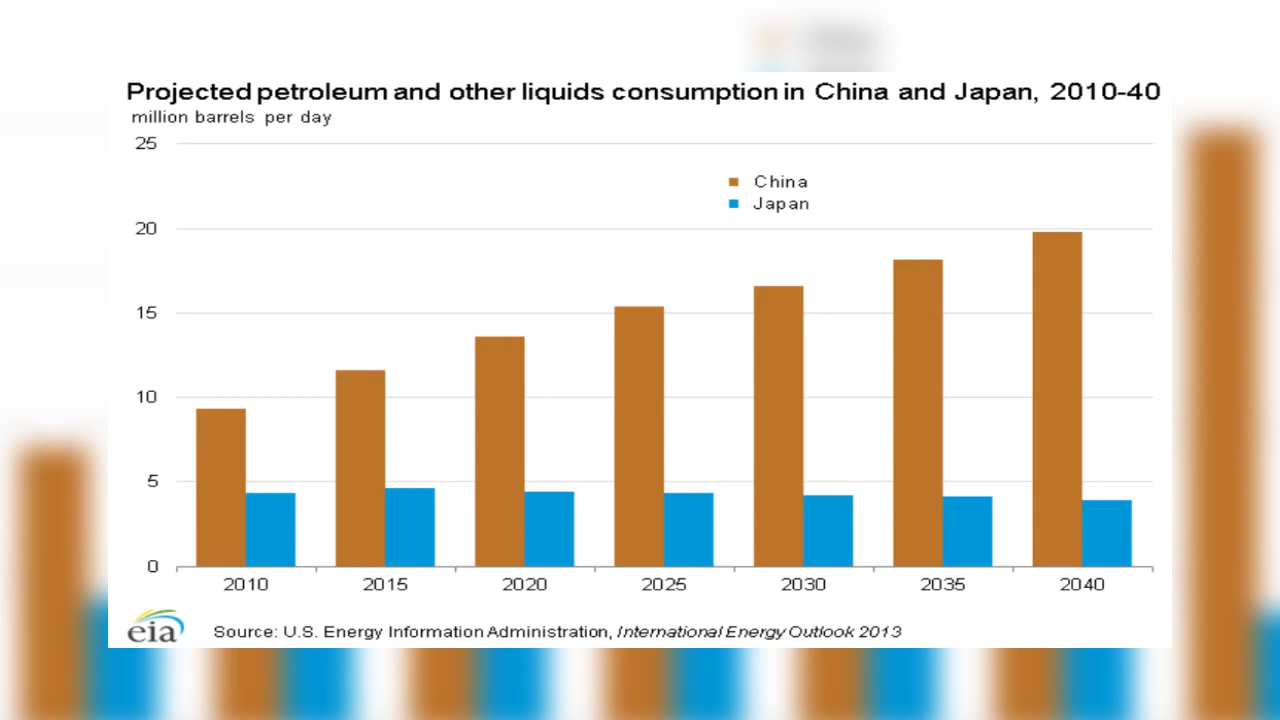 Projected petroleum and other liquids consumption in China and Japan, 2010-40
million barrels per day
25
China
Japan
20
15
10
5
0
2010 2015 2020 2025 2030 2035 2040
eia
Source: U.S. Energy Information Administration, International Energy Outlook 2013